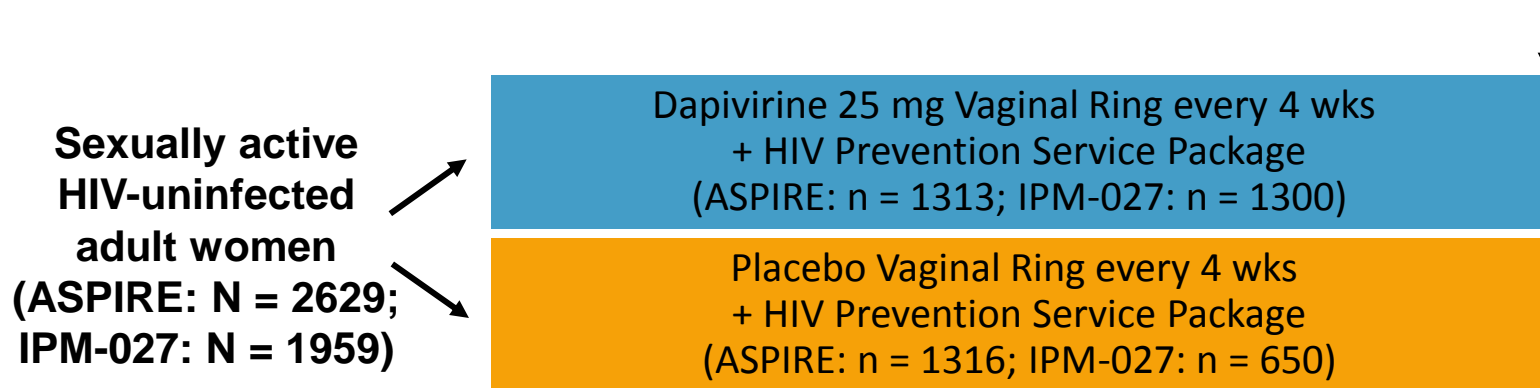 Sexually active
HIV-uninfected
adult women
(ASPIRE: N = 2629;
IPM-027: N = 1959)
Dapivirine 25 mg Vaginal Ring every 4 wks
+ HIV Prevention Service Package
(ASPIRE: n = 1313; IPM-027: n = 1300)
Placebo Vaginal Ring every 4 wks
+ HIV Prevention Service Package
(ASPIRE: n = 1316; IPM-027: n = 650)